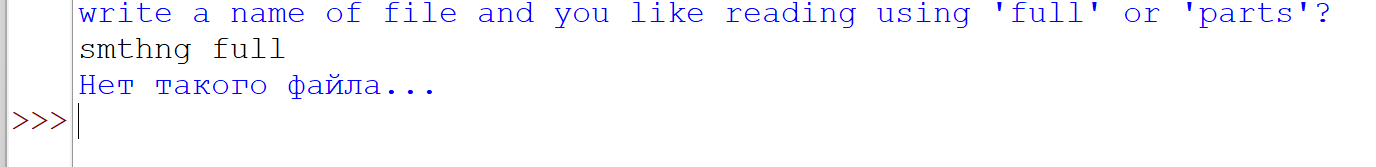 write a name of file and you like reading using 'full' or 'parts'?
smthng full
Нет такого файла...
>>>